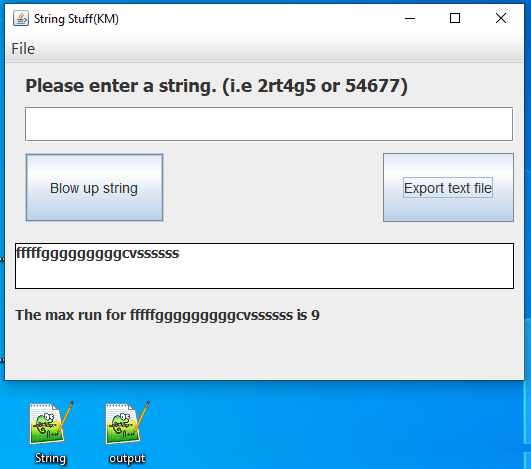 String Stuff(KM)
File
Please enter a string. (i.e 2rt4g5 or 54677)
Blow up string
Export text file
fffffgggggggggcvssssss
The max run for fffffgggggggggcvssssss is 9
String
output